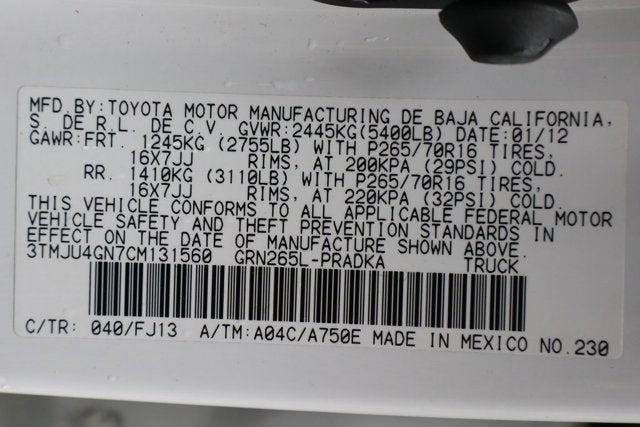 MFD.BY:TOYOTA MOTOR MANUFACTURING DE BAJA CALIFORNIA,
S. DE R.L. DE C.V. GVWR:2445KG(5400LB) DATE:01/12
GAWR:FRT. 1245KG (2755LB) WITH P265/70R16 TIRES,
16X7JJ RIMS, AT 200KPA (29PSI) COLD.
RR. 1410KG (3110LB) WITH P265/70R16 TIRES,
16X7JJ RIMS, AT 220KPA (32PSI) COLD.
THIS VEHICLE CONFORMS TO ALL APPLICABLE FEDERAL MOTOR
VEHICLE SAFETY AND THEFT PREVENTION STANDARDS IN
EFFECT ON THE DATE OF MANUFACTURE SHOWN ABOVE.
3TMJU4GN7CM131560 GRN265L-PRADKA TRUCK
C/TR: 040/FJ13 A/TM:A04C/A750E MADE IN MEXICO NO.230